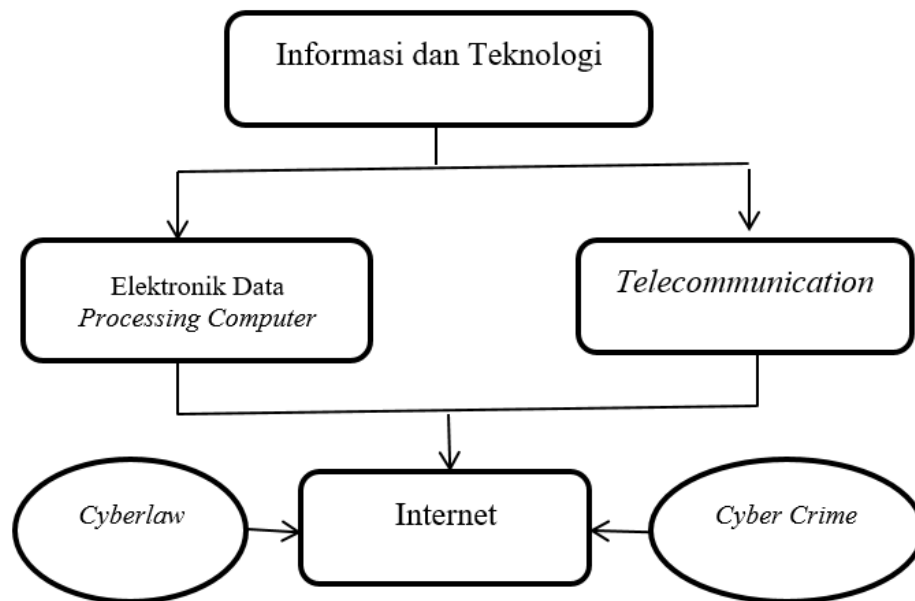 Informasi dan Teknologi
Elektronik Data
Processing Computer
Telecommunication
Cyberlaw
Internet
Cyber Crime